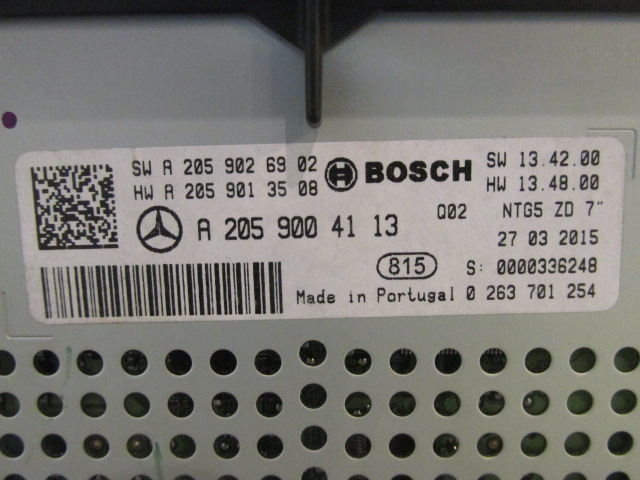 SW A 205 902 69 02
HW A 205 901 35 08
BOSCH
SW 13.42.00
HW 13.48.00
A 205 900 41 13
Q02 NTG5 ZD 7"
27 03 2015
815 S: 0000336248
Made in Portugal 0 263 701 254